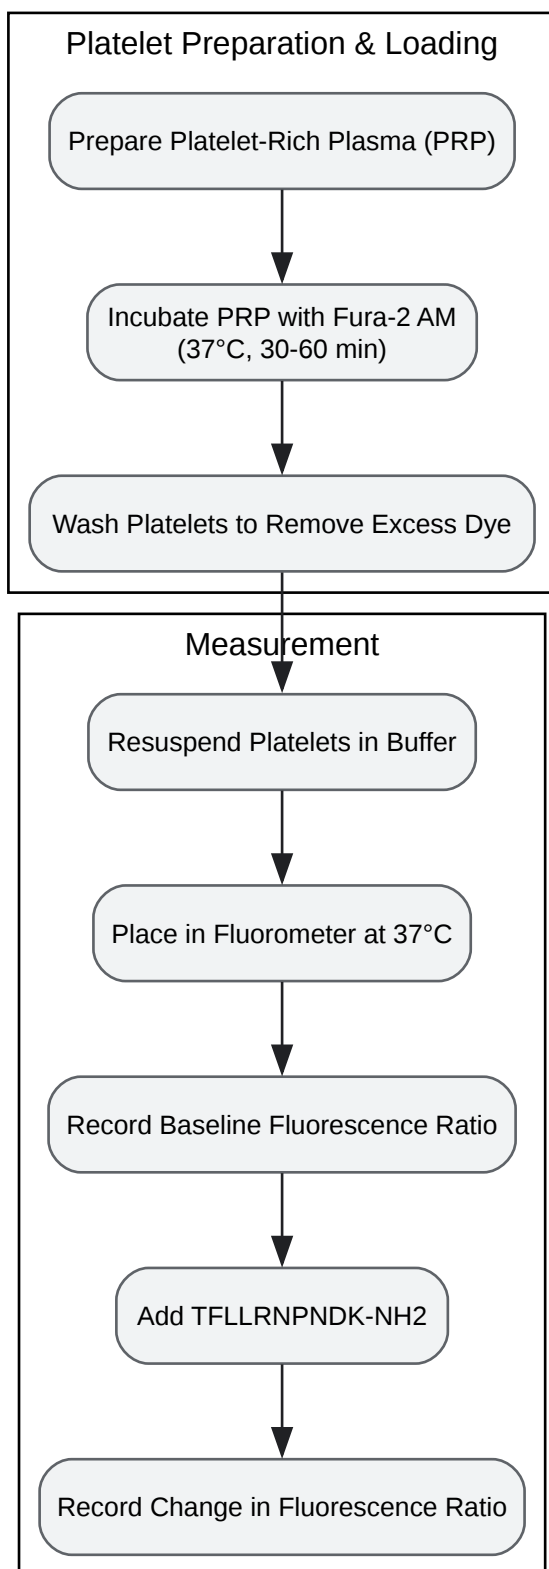 Platelet Preparation & Loading
Prepare Platelet-Rich Plasma (PRP)
Incubate PRP with Fura-2 AM
(37°C, 30-60 min)
Wash Platelets to Remove Excess Dye
Measurement
Resuspend Platelets in Buffer
Place in Fluorometer at 37°C
Record Baseline Fluorescence Ratio
Add TFLLRNPNDK-NH2
Record Change in Fluorescence Ratio